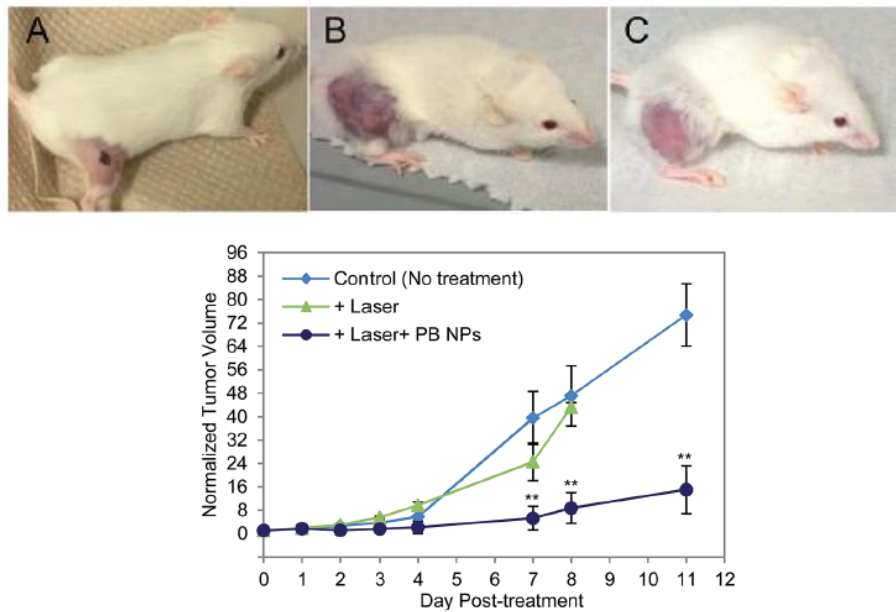 A B C
96
88
80
72
64
56
48
40
32
24
16
8
0
Normalized Tumor Volume
Control (No treatment)
+ Laser
+ Laser+ PB NPs
** ** **
0 1 2 3 4 5 6 7 8 9 10 11 12
Day Post-treatment